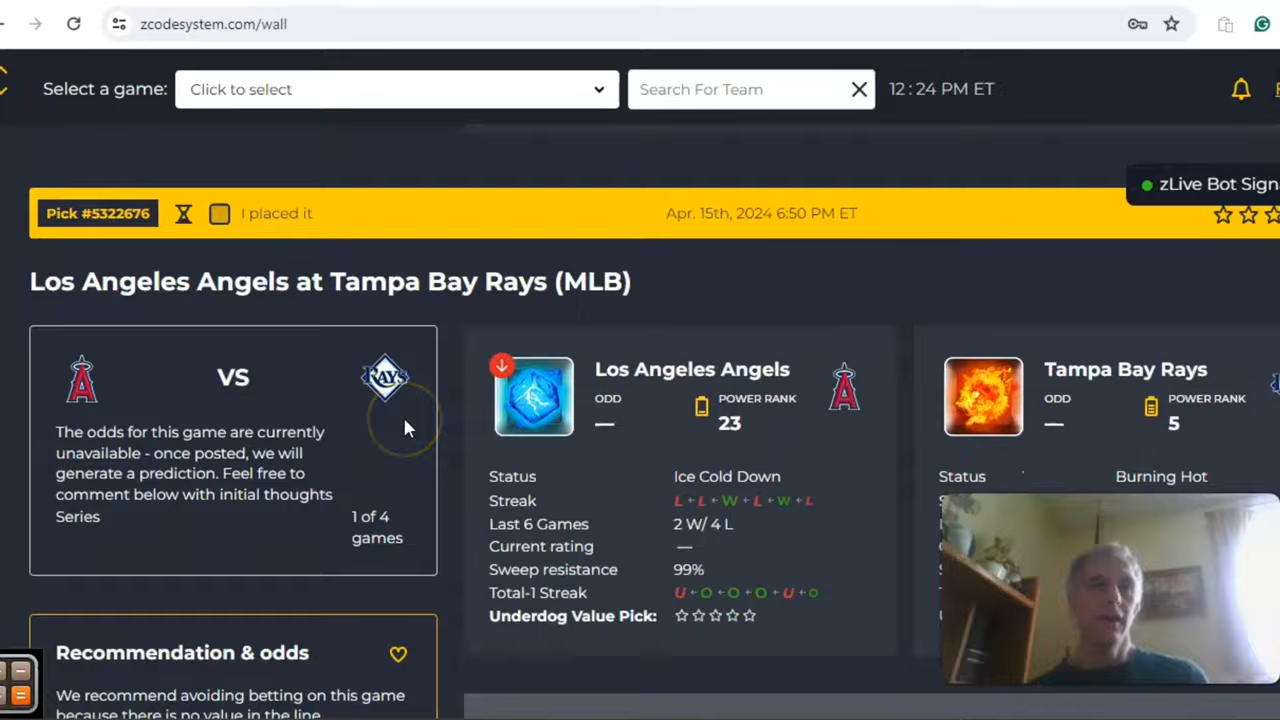 zcodesystem.com/wall
Select a game:
Click to select
Search For Team
12:24 PM ET
zLive Bot Sign
Pick #5322676
I placed it
Apr. 15th, 2024 6:50 PM ET
Los Angeles Angels at Tampa Bay Rays (MLB)
VS
RAYS
The odds for this game are currently
unavailable - once posted, we will
generate a prediction. Feel free to
comment below with initial thoughts
Series
1 of 4
games
Recommendation & odds
We recommend avoiding betting on this game
because there is no value in the line.
Los Angeles Angels
ODD
—
POWER RANK
23
Status
Ice Cold Down
Streak
L L W L W L
Last 6 Games
2 W/ 4 L
Current rating
—
Sweep resistance
99%
Total-1 Streak
U O O O U O
Underdog Value Pick:
Tampa Bay Rays
ODD
—
POWER RANK
5
Status
Burning Hot